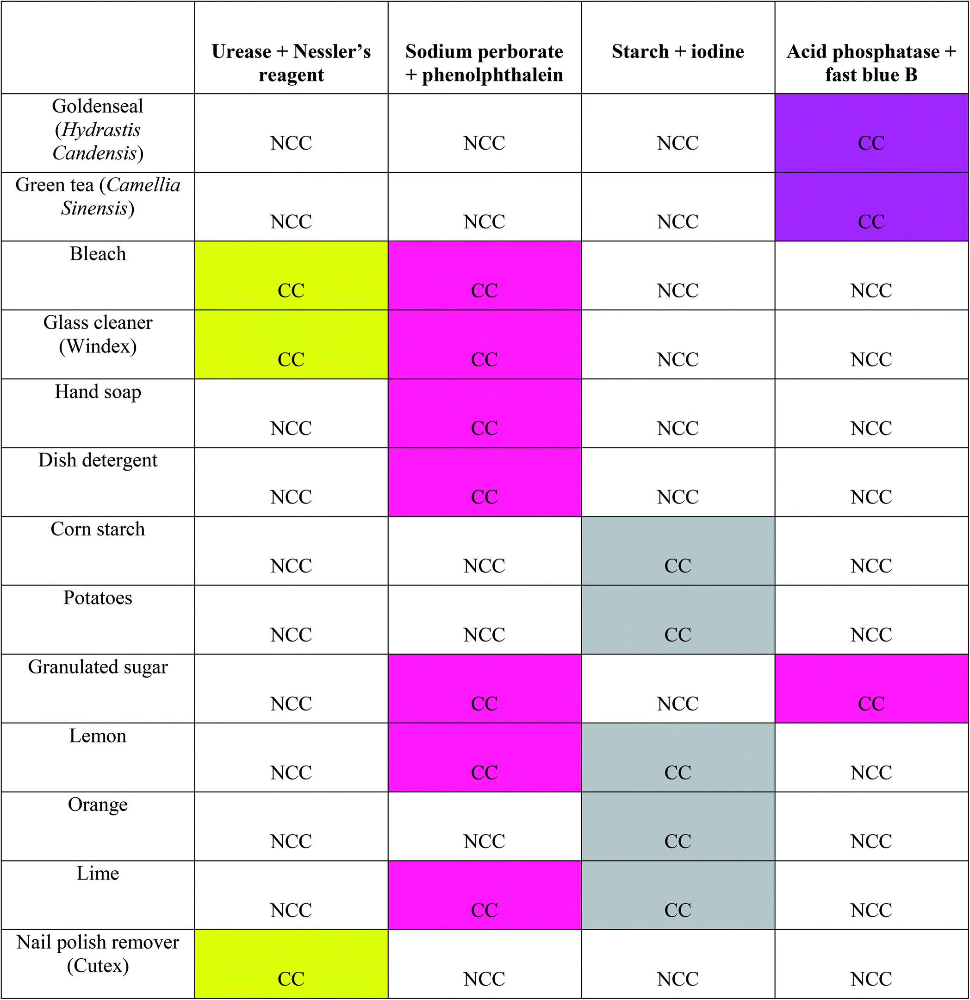 Urease + Nessler's
reagent
Sodium perborate
+ phenolphthalein
Starch + iodine
Acid phosphatase +
fast blue B
Goldenseal
(Hydrastis
Candensis)
NCC
NCC
NCC
CC
Green tea (Camellia
Sinensis)
NCC
NCC
NCC
CC
Bleach
CC
CC
NCC
NCC
Glass cleaner
(Windex)
CC
CC
NCC
NCC
Hand soap
NCC
CC
NCC
NCC
Dish detergent
NCC
CC
NCC
NCC
Corn starch
NCC
NCC
CC
NCC
Potatoes
NCC
NCC
CC
NCC
Granulated sugar
NCC
CC
NCC
CC
Lemon
NCC
CC
CC
NCC
Orange
NCC
NCC
CC
NCC
Lime
NCC
CC
CC
NCC
Nail polish remover
(Cutex)
CC
NCC
NCC
NCC